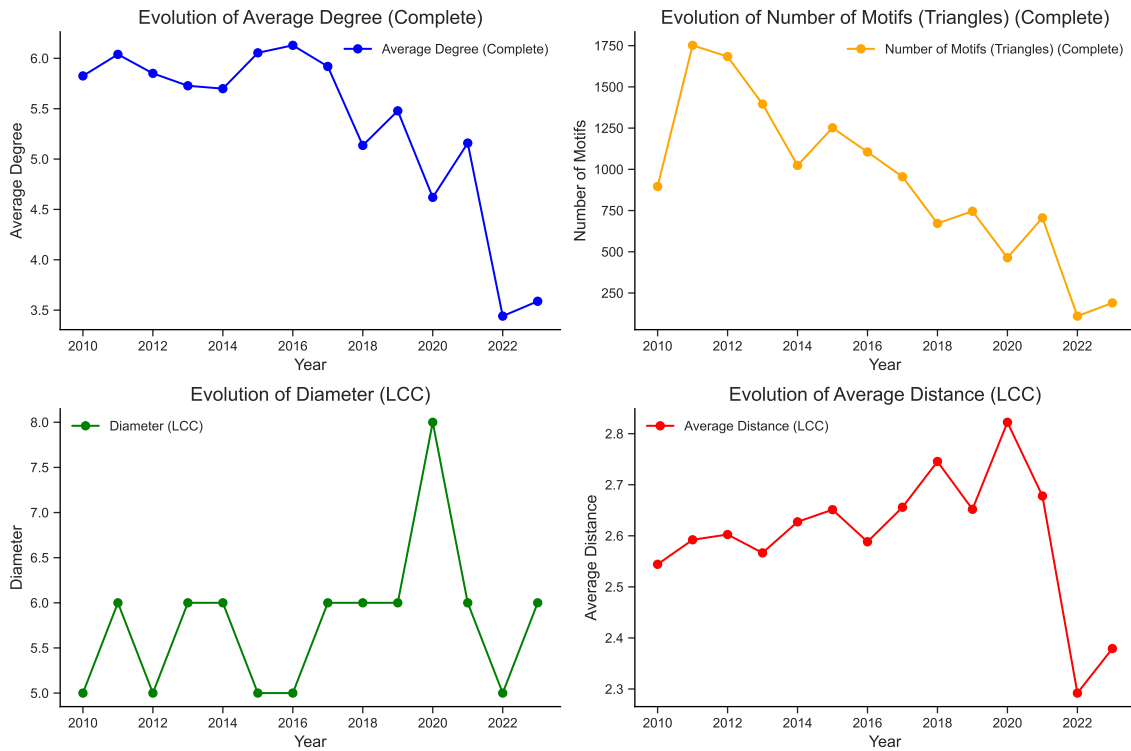 Evolution of Average Degree (Complete)
Average Degree (Complete)
6.0
5.5
5.0
4.5
4.0
3.5
Average Degree
2010 2012 2014 2016 2018 2020 2022
Year
Evolution of Number of Motifs (Triangles) (Complete)
Number of Motifs (Triangles) (Complete)
1750
1500
1250
1000
750
500
250
Number of Motifs
2010 2012 2014 2016 2018 2020 2022
Year
Evolution of Diameter (LCC)
Diameter (LCC)
8.0
7.5
7.0
6.5
6.0
5.5
5.0
Diameter
2010 2012 2014 2016 2018 2020 2022
Year
Evolution of Average Distance (LCC)
Average Distance (LCC)
2.8
2.7
2.6
2.5
2.4
2.3
Average Distance
2010 2012 2014 2016 2018 2020 2022
Year